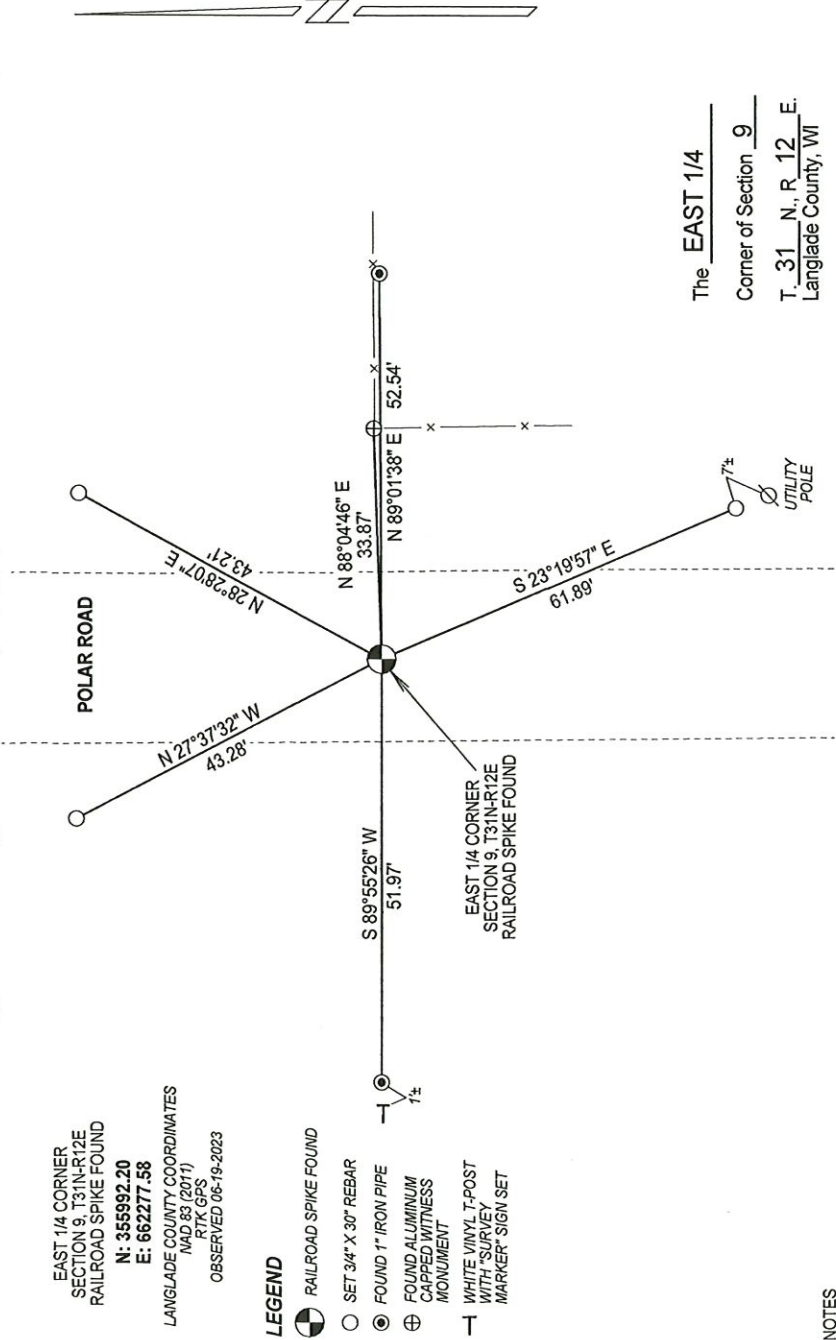 EAST 1/4 CORNER
SECTION 9, T31N-R12E
RAILROAD SPIKE FOUND
N: 355992.20
E: 662277.58
LANGLADE COUNTY COORDINATES
NAD 83 (2011)
RTK GPS
OBSERVED 06-19-2023
LEGEND
RAILROAD SPIKE FOUND
SET 3/4" X 30" REBAR
FOUND 1" IRON PIPE
FOUND ALUMINUM
CAPPED WITNESS
MONUMENT
WHITE VINYL T-POST
WITH "SURVEY
MARKER" SIGN SET
POLAR ROAD
N 27°37'32" W
43.28'
N 28°28'07" E
43.21'
N 88°04'46" E
33.87'
N 89°01'38" E 52.54'
S 89°55'26" W
51.97'
1'±
S 23°19'57" E
61.89'
7'±
UTILITY
POLE
EAST 1/4 CORNER
SECTION 9, T31N-R12E
RAILROAD SPIKE FOUND
The EAST 1/4
Corner of Section 9
T. 31 N., R 12 E.
Langlade County, WI
NOTES